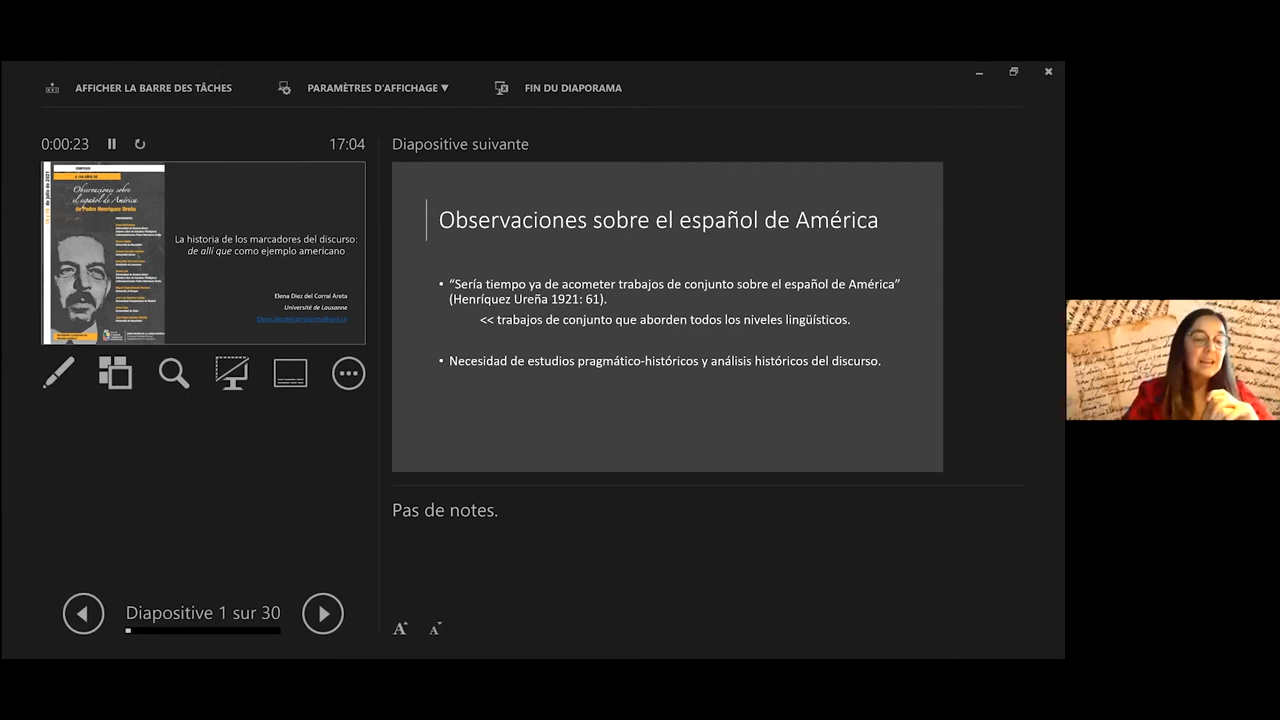 AFFICHER LA BARRE DES TÂCHES
PARAMÈTRES D'AFFICHAGE ▼
FIN DU DIAPORAMA
0:00:23
17:04
Diapositive suivante
Observaciones sobre
el español de América
de Pedro Henríquez Ureña
La historia de los marcadores del discurso:
de allí que como ejemplo americano
Elena Diez del Corral Areta
Université de Lausanne
Observaciones sobre el español de América
• “Sería tiempo ya de acometer trabajos de conjunto sobre el español de América”
(Henríquez Ureña 1921: 61).
<< trabajos de conjunto que aborden todos los niveles lingüísticos.
• Necesidad de estudios pragmático-históricos y análisis históricos del discurso.
Pas de notes.
Diapositive 1 sur 30